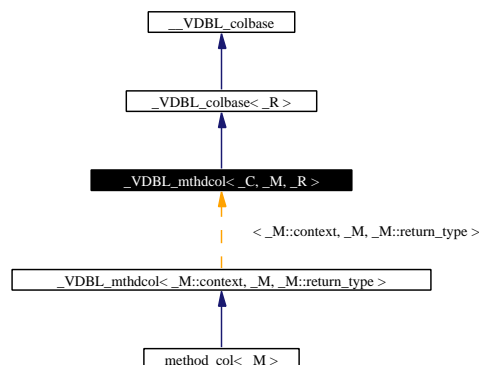 __VDBL_colbase
_VDBL_colbase< _R >
_VDBL_mthdcol< _C, _M, _R >
< _M::context, _M, _M::return_type >
_VDBL_mthdcol< _M::context, _M, _M::return_type >
method_col< _M >